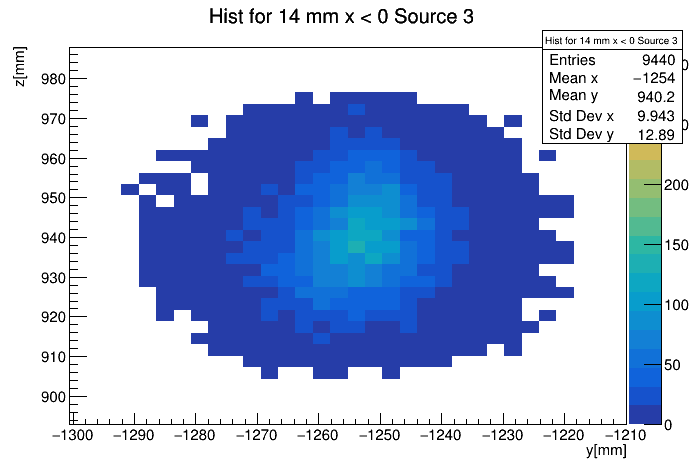 Hist for 14 mm x < 0 Source 3
Hist for 14 mm x < 0 Source 3
Entries 9440
Mean x −1254
Mean y 940.2
Std Dev x 9.943
Std Dev y 12.89
z[mm]
980
970
960
950
940
930
920
910
900
−1300 −1290 −1280 −1270 −1260 −1250 −1240 −1230 −1220 −1210
y[mm]
200
150
100
50
0